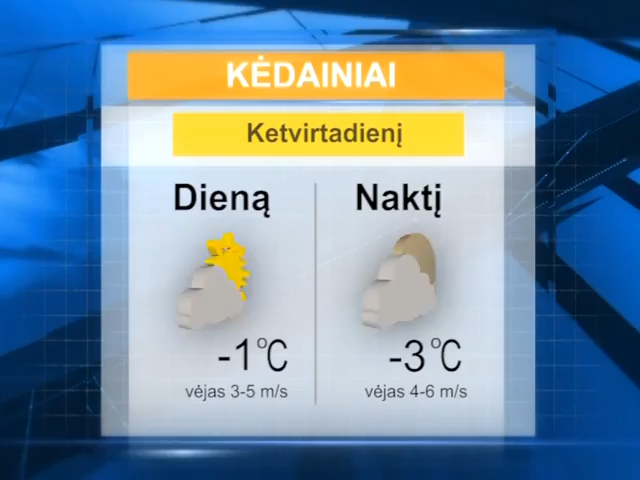 KĖDAINIAI
Ketvirtadienį
Dieną
Naktį
-1°C
-3°C
vėjas 3-5 m/s
vėjas 4-6 m/s